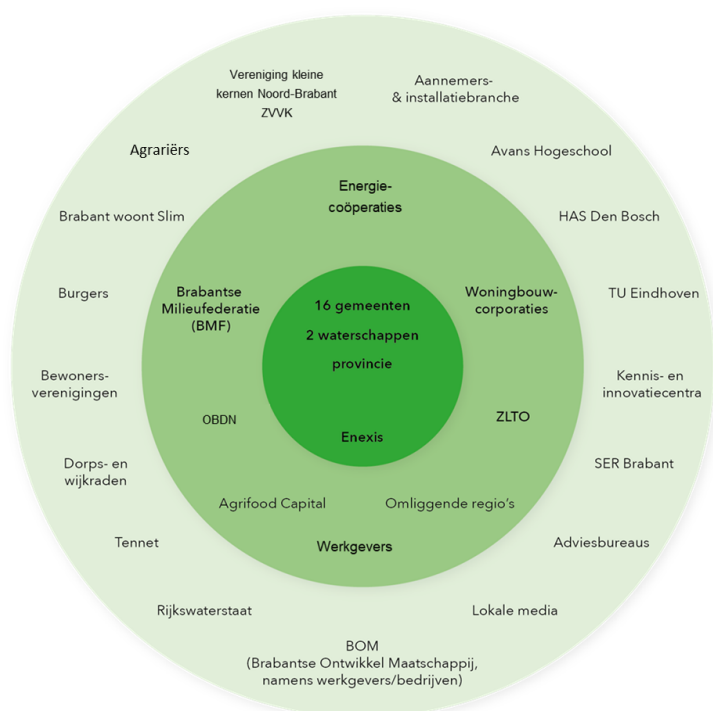 Vereniging kleine
kernen Noord-Brabant
ZVVK
Aannemers-
& installatiebranche
Agrariërs
Avans Hogeschool
Energie-
coöperaties
Brabant woont Slim
HAS Den Bosch
Burgers
Brabantse
Milieufederatie
(BMF)
16 gemeenten
2 waterschappen
provincie
Woningbouw-
corporaties
TU Eindhoven
Bewoners-
verenigingen
Kennis- en
innovatiecentra
OBDN
Enexis
ZLTO
Dorps- en
wijkraden
SER Brabant
Agrifood Capital
Omliggende regio's
Tennet
Werkgevers
Adviesbureaus
Rijkswaterstaat
Lokale media
BOM
(Brabantse Ontwikkel Maatschappij,
namens werkgevers/bedrijven)